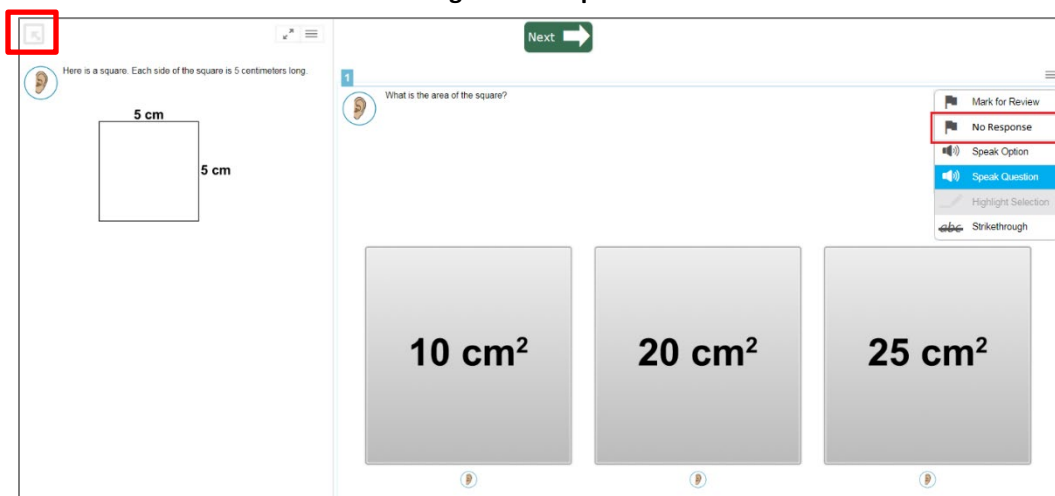 Next
Here is a square. Each side of the square is 5 centimeters long.
5 cm
5 cm
1
What is the area of the square?
Mark for Review
No Response
Speak Option
Speak Question
Highlight Selection
abc Strikethrough
10 cm²
20 cm²
25 cm²